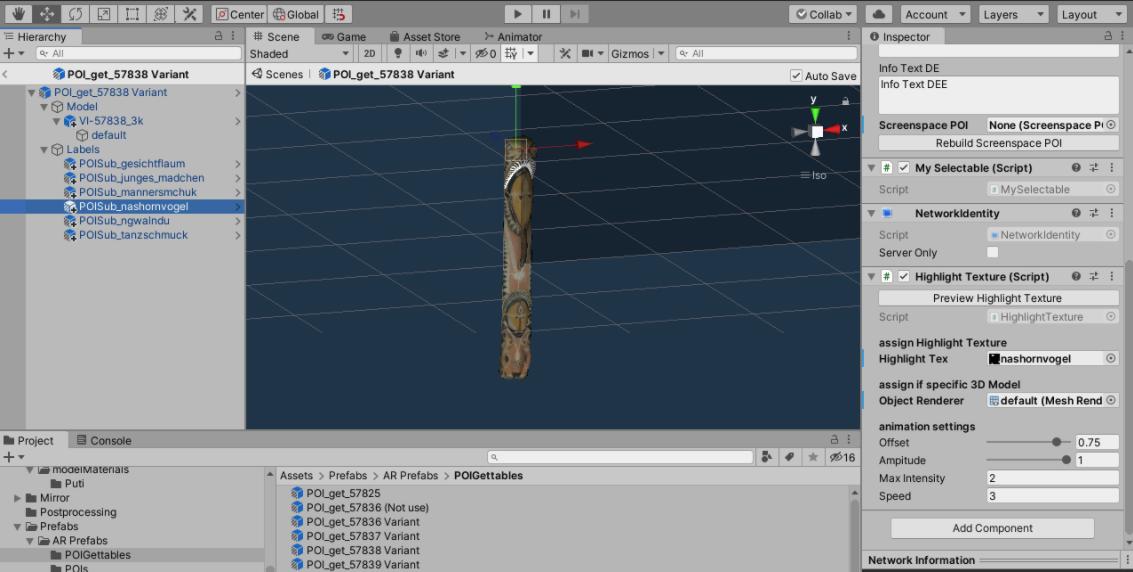 Center
Global
Collab
Account
Layers
Layout
Hierarchy
All
POI_get_57838 Variant
POI_get_57838 Variant
Model
VI-57838_3k
default
Labels
POISub_gesichtflaum
POISub_junges_madchen
POISub_mannersmchuk
POISub_nashornvogel
POISub_ngwalndu
POISub_tanzschmuck
Scene
Game
Asset Store
Animator
Shaded
2D
0
Gizmos
All
Scenes
POI_get_57838 Variant
Auto Save
y
x
Iso
Inspector
Info Text DE
Info Text DEE
Screenspace POI
None (Screenspace P
Rebuild Screenspace POI
My Selectable (Script)
Script
MySelectable
NetworkIdentity
Script
NetworkIdentity
Server Only
Highlight Texture (Script)
Preview Highlight Texture
Script
HighlightTexture
assign Highlight Texture
Highlight Tex
nashornvogel
assign if specific 3D Model
Object Renderer
default (Mesh Rend
animation settings
Offset
0.75
Ampitude
1
Max Intensity
2
Speed
3
Add Component
Network Information
Project
Console
16
modelMaterials
Puti
Mirror
Postprocessing
Prefabs
AR Prefabs
POIGettables
POIs
Assets > Prefabs > AR Prefabs > POIGettables
POI_get_57825
POI_get_57836 (Not use)
POI_get_57836 Variant
POI_get_57837 Variant
POI_get_57838 Variant
POI_get_57839 Variant